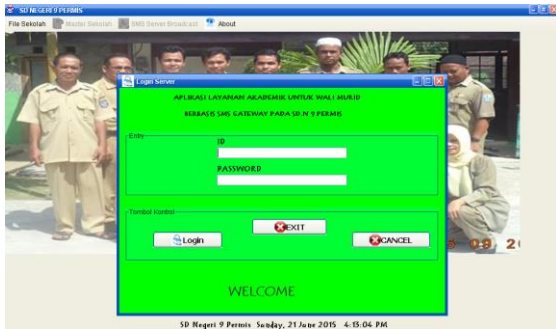 SD NEGERI 9 PERMIS
File Sekolah Master Sekolah SMS Server Broadcast About
Login Server
APLIKASI LAYANAN AKADEMIK UNTUK WALI MURID
BERBASIS SMS GATEWAY PADA SD.N 9 PERMIS
Entry
ID
PASSWORD
Tombol Kontrol
EXIT
Login
CANCEL
WELCOME
SD Negeri 9 Permis Sunday, 21 June 2015 4:13:04 PM